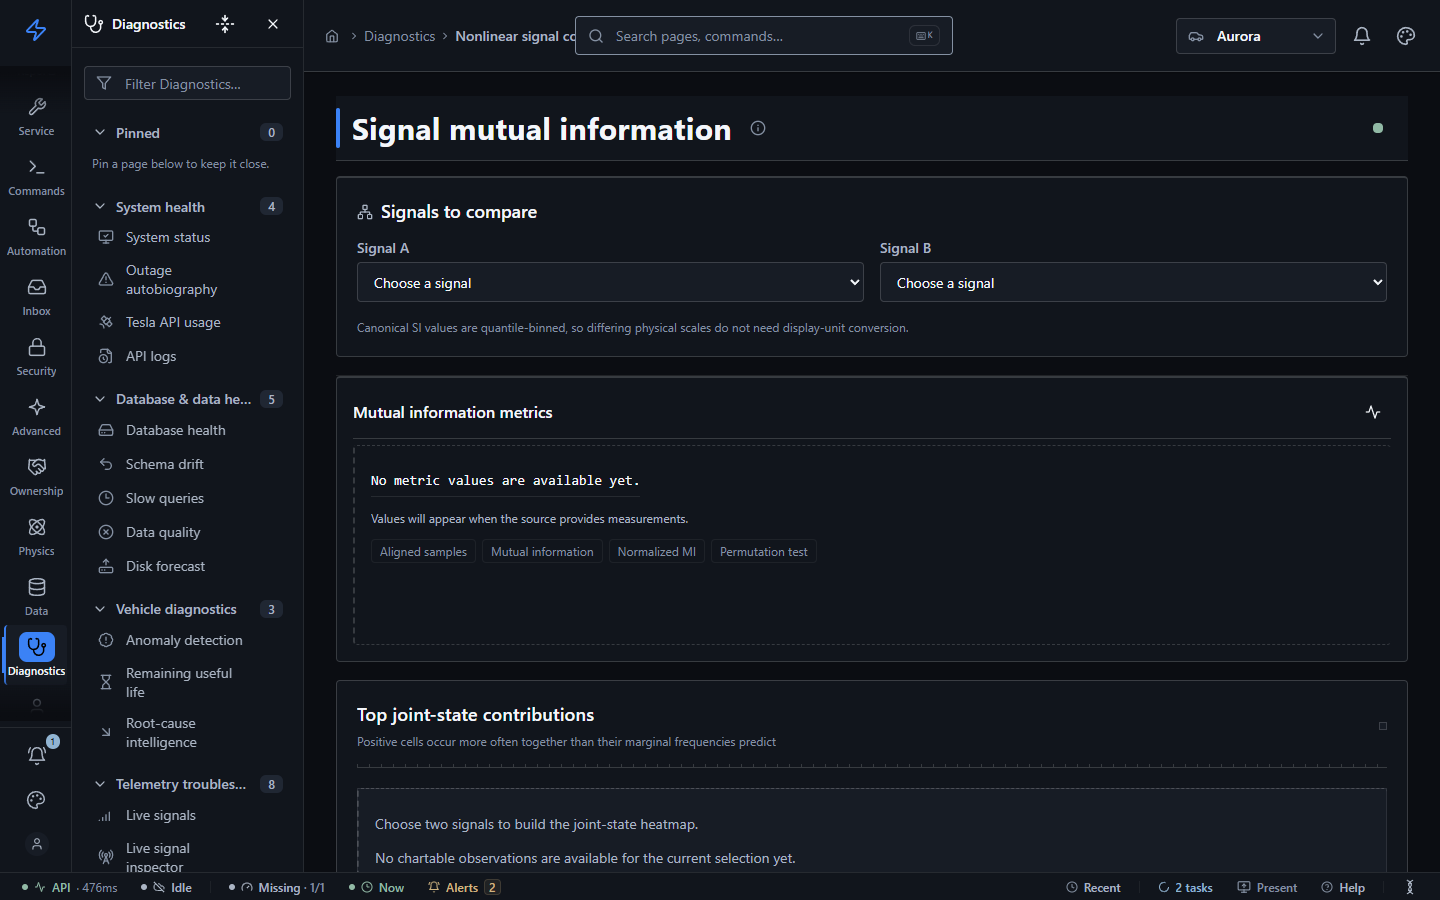 Service
Commands
Automation
Inbox
Security
Advanced
Ownership
Physics
Data
Diagnostics
1
Diagnostics
Filter Diagnostics...
Pinned 0
Pin a page below to keep it close.
System health 4
System status
Outage
autobiography
Tesla API usage
API logs
Database & data he... 5
Database health
Schema drift
Slow queries
Data quality
Disk forecast
Vehicle diagnostics 3
Anomaly detection
Remaining useful
life
Root-cause
intelligence
Telemetry troubles... 8
Live signals
Live signal
inspector
Diagnostics Nonlinear signal co
Search pages, commands... K
Aurora
Signal mutual information
Signals to compare
Signal A
Choose a signal
Signal B
Choose a signal
Canonical SI values are quantile-binned, so differing physical scales do not need display-unit conversion.
Mutual information metrics
No metric values are available yet.
Values will appear when the source provides measurements.
Aligned samples Mutual information Normalized MI Permutation test
Top joint-state contributions
Positive cells occur more often together than their marginal frequencies predict
Choose two signals to build the joint-state heatmap.
No chartable observations are available for the current selection yet.
API · 476ms Idle Missing · 1/1 Now Alerts 2 Recent 2 tasks Present Help